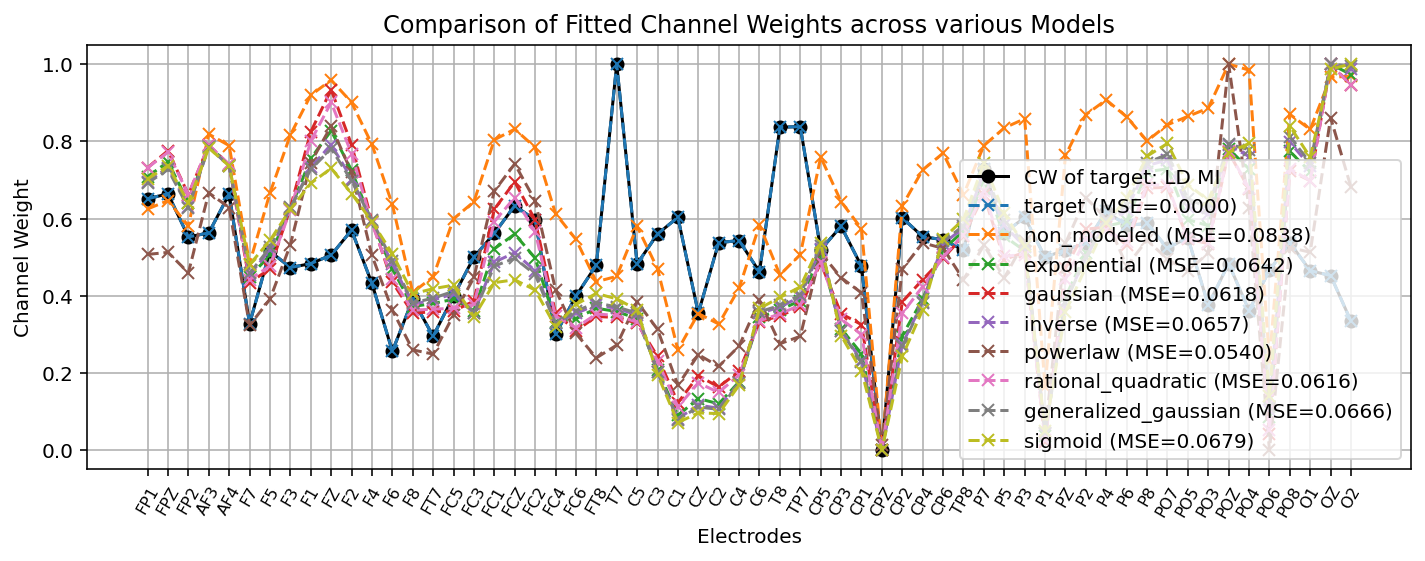 Comparison of Fitted Channel Weights across various Models
Channel Weight
1.0
0.8
0.6
0.4
0.2
0.0
CW of target: LD MI
target (MSE=0.0000)
non_modeled (MSE=0.0838)
exponential (MSE=0.0642)
gaussian (MSE=0.0618)
inverse (MSE=0.0657)
powerlaw (MSE=0.0540)
rational_quadratic (MSE=0.0616)
generalized_gaussian (MSE=0.0666)
sigmoid (MSE=0.0679)
FP1 FPZ FP2 AF3 AF4 F7 F5 F3 F1 FZ F2 F4 F6 F8 FT7 FC5 FC3 FC1 FCZ FC2 FC4 FC6 FT8 T7 C5 C3 C1 CZ C2 C4 C6 T8 TP7 CP5 CP3 CP1 CPZ CP2 CP4 CP6 TP8 P7 P5 P3 P1 PZ P2 P4 P6 P8 PO7 PO5 PO3 POZ PO4 PO6 PO8 O1 OZ O2
Electrodes